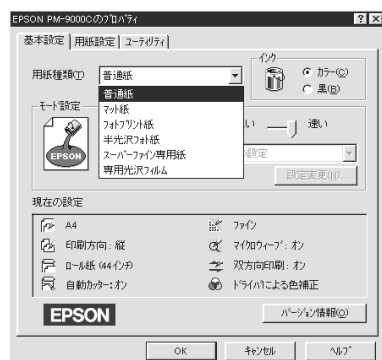 EPSON PM-9000Cのプロパティ
基本設定 用紙設定 ユーティリティ
用紙種類(T) 普通紙
インク
カラー(C)
黒(B)
普通紙
マット紙
フォトプリント紙
半光沢フォト紙
スーパーファイン専用紙
専用光沢フィルム
モード設定
EPSON
い 速い
設定
設定変更(N)...
現在の設定
A4 ファイン
印刷方向:縦 マイクロウィーブ:オン
ロール紙 (44インチ) 双方向印刷:オン
自動カッター:オン ドライバによる色補正
EPSON バージョン情報(O)
OK キャンセル ヘルプ